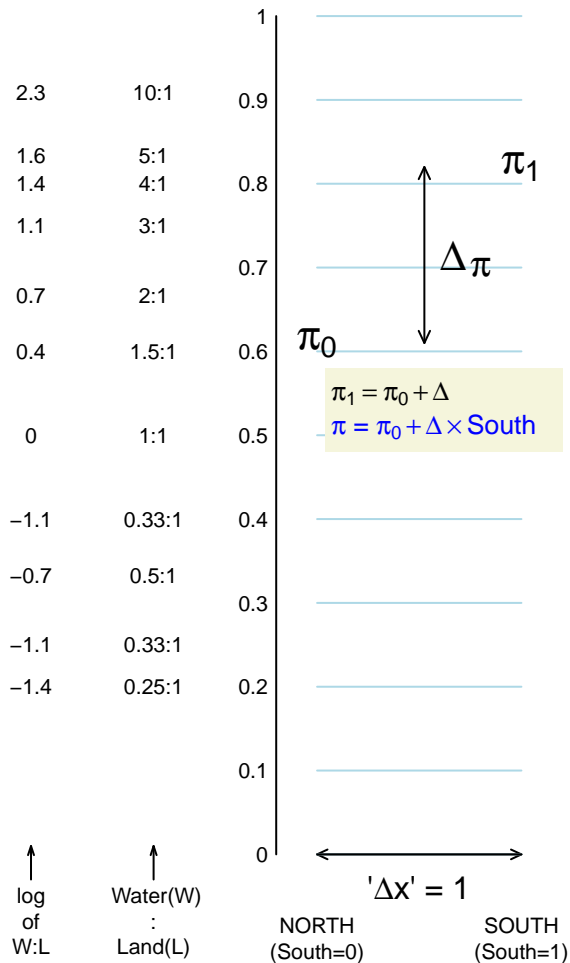 1
2.3 10:1 0.9
1.6 5:1
π1
1.4 4:1 0.8
1.1 3:1
0.7 Δπ
0.7 2:1
π0
0.4 1.5:1 0.6
π1 = π0 + Δ
π = π0 + Δ × South
0 1:1 0.5
−1.1 0.33:1 0.4
−0.7 0.5:1
0.3
−1.1 0.33:1
−1.4 0.25:1 0.2
0.1
0
'Δx' = 1
log Water(W)
of :
W:L Land(L)
NORTH SOUTH
(South=0) (South=1)